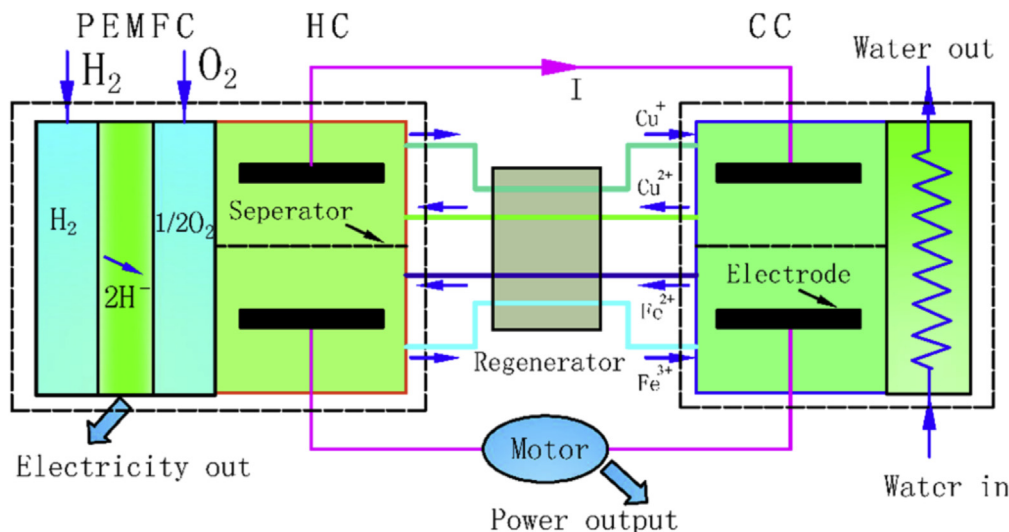 PEMFC
HC
CC
H2
O2
I
Water out
Cu+
Cu2+
Seperator
H2
1/2O2
2H−
Electrode
Fe2+
Regenerator
Fe3+
Motor
Electricity out
Power output
Water in